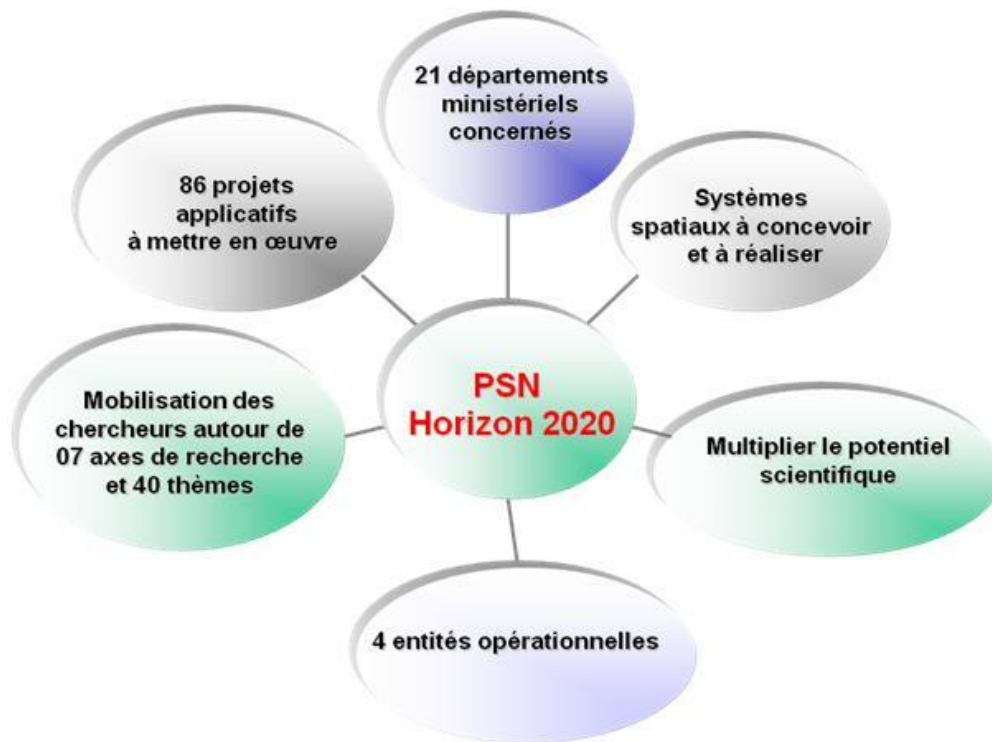 21 départements
ministériels
concernés
86 projets
applicatifs
à mettre en œuvre
Systèmes
spatiaux à concevoir
et à réaliser
PSN
Horizon 2020
Mobilisation des
chercheurs autour de
07 axes de recherche
et 40 thèmes
Multiplier le potentiel
scientifique
4 entités opérationnelles